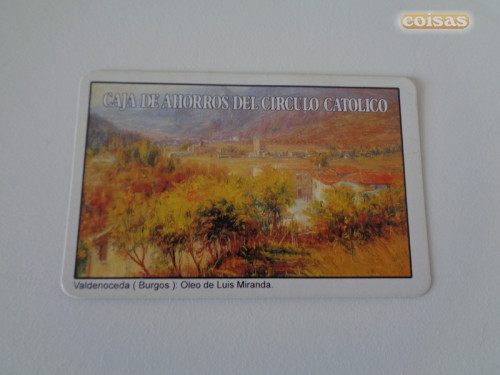 coisas
CAJA DE AHORROS DEL CIRCULO CATOLICO
Valdenoceda ( Burgos ): Oleo de Luis Miranda.